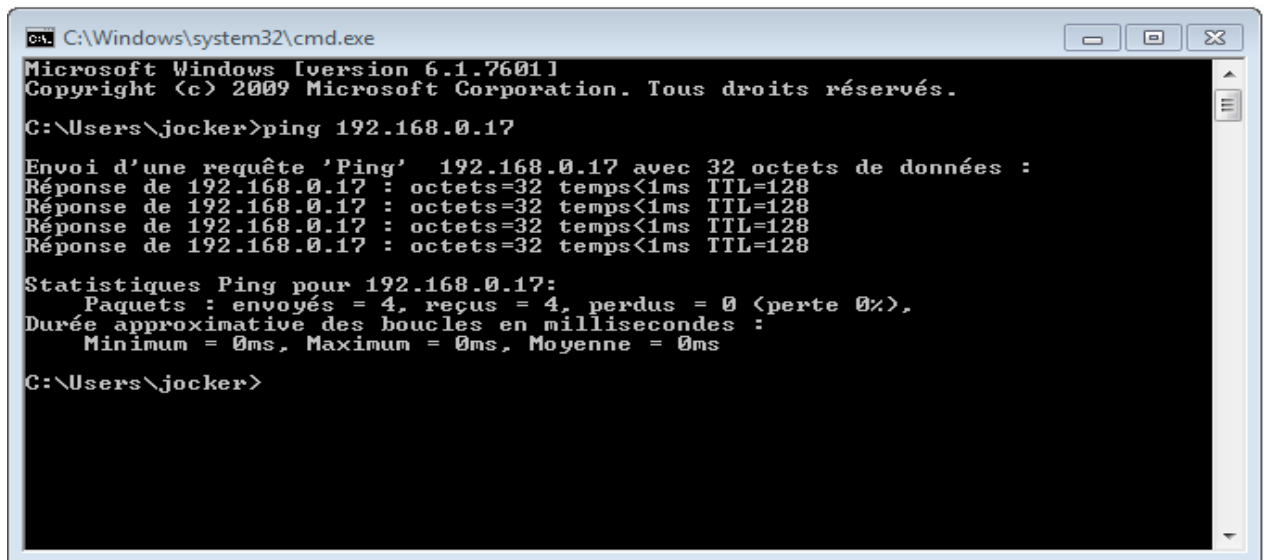 C:\Windows\system32\cmd.exe
Microsoft Windows [version 6.1.7601]
Copyright (c) 2009 Microsoft Corporation. Tous droits réservés.
C:\Users\jocker>ping 192.168.0.17
Envoi d'une requête 'Ping'  192.168.0.17 avec 32 octets de données :
Réponse de 192.168.0.17 : octets=32 temps<1ms TTL=128
Réponse de 192.168.0.17 : octets=32 temps<1ms TTL=128
Réponse de 192.168.0.17 : octets=32 temps<1ms TTL=128
Réponse de 192.168.0.17 : octets=32 temps<1ms TTL=128
Statistiques Ping pour 192.168.0.17:
    Paquets : envoyés = 4, reçus = 4, perdus = 0 (perte 0%),
Durée approximative des boucles en millisecondes :
    Minimum = 0ms, Maximum = 0ms, Moyenne = 0ms
C:\Users\jocker>